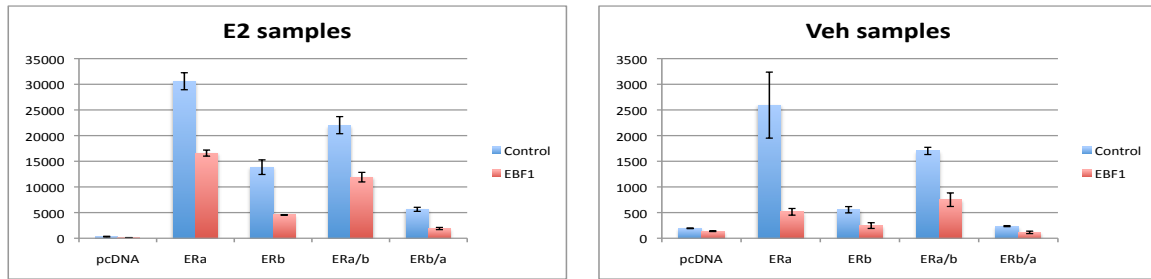 E2 samples
35000
30000
25000
20000
15000
10000
5000
0
pcDNA ERa ERb ERa/b ERb/a
Control
EBF1
Veh samples
3500
3000
2500
2000
1500
1000
500
0
pcDNA ERa ERb ERa/b ERb/a
Control
EBF1